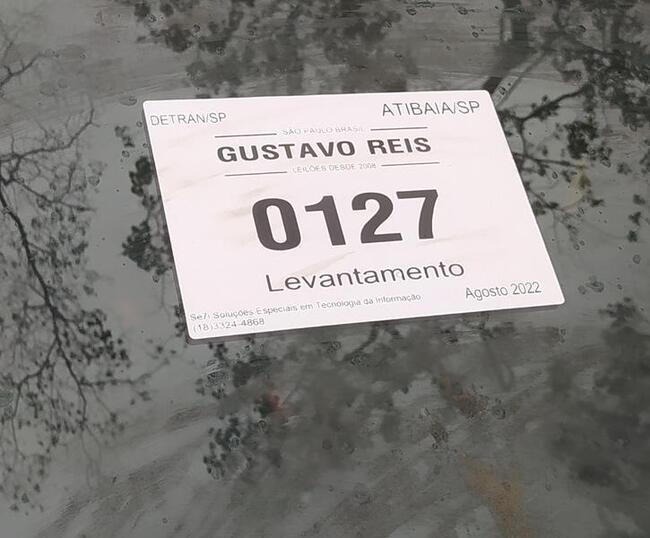 DETRAN/SP
ATIBAIA/SP
SÃO PAULO BRASIL
GUSTAVO REIS
LEILÕES DESDE 2008
0127
Levantamento
Agosto 2022
Soluções Especiais em Tecnologia da Informação
(18)3324-4868